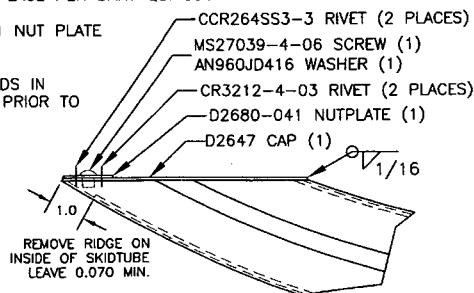 NUT PLATE
DS IN
PRIOR TO
CCR264SS3-3 RIVET (2 PLACES)
MS27039-4-06 SCREW (1)
AN960JD416 WASHER (1)
CR3212-4-03 RIVET (2 PLACES)
D2680-041 NUTPLATE (1)
D2647 CAP (1)
1/16
1.0
REMOVE RIDGE ON
INSIDE OF SKIDTUBE
LEAVE 0.070 MIN.